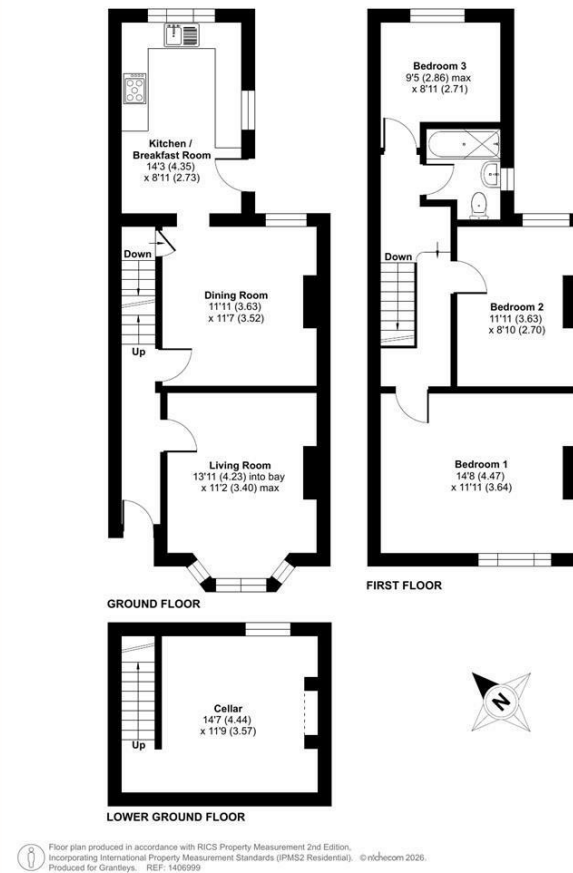 Kitchen /
Breakfast Room
14'3 (4.35)
x 8'11 (2.73)
Down
Up
Dining Room
11'11 (3.63)
x 11'7 (3.52)
Living Room
13'11 (4.23) into bay
x 11'2 (3.40) max
GROUND FLOOR
Bedroom 3
9'5 (2.86) max
x 8'11 (2.71)
Down
Bedroom 2
11'11 (3.63)
x 8'10 (2.70)
Bedroom 1
14'8 (4.47)
x 11'11 (3.64)
FIRST FLOOR
Cellar
14'7 (4.44)
x 11'9 (3.57)
Up
LOWER GROUND FLOOR
N
Floor plan produced in accordance with RICS Property Measurement 2nd Edition,
Incorporating International Property Measurement Standards (IPMS2 Residential). © nichecom 2026.
Produced for Grantleys. REF: 1406999